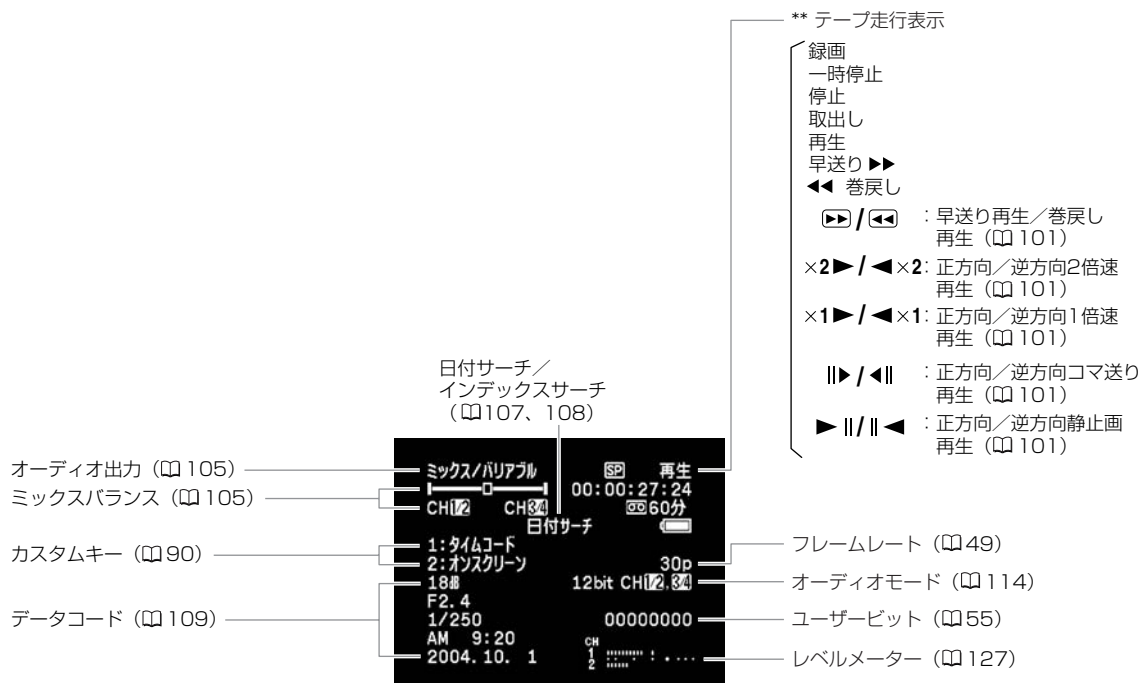 ** テープ走行表示
録画
一時停止
停止
取出し
再生
早送り ▶▶
◀◀ 巻戻し
▶▶/◀◀ :早送り再生／巻戻し
再生(101)
×2▶/◀×2:正方向／逆方向2倍速
再生(101)
×1▶/◀×1:正方向／逆方向1倍速
再生(101)
:正方向／逆方向コマ送り
再生(101)
:正方向／逆方向静止画
再生(101)
日付サーチ／
インデックスサーチ
(107、108)
オーディオ出力(105)
ミックスバランス(105)
カスタムキー(90)
データコード(109)
ミックス/バリアブル SP 再生
00:00:27:24
CH1/2 CH3/4 60分
日付サーチ
1:タイムコード
2:オンスクリーン 30p
18dB 12bit CH1/2,3/4
F2.4
1/250 00000000
AM 9:20
2004.10. 1
CH
1
2
フレームレート(49)
オーディオモード(114)
ユーザービット(55)
レベルメーター(127)